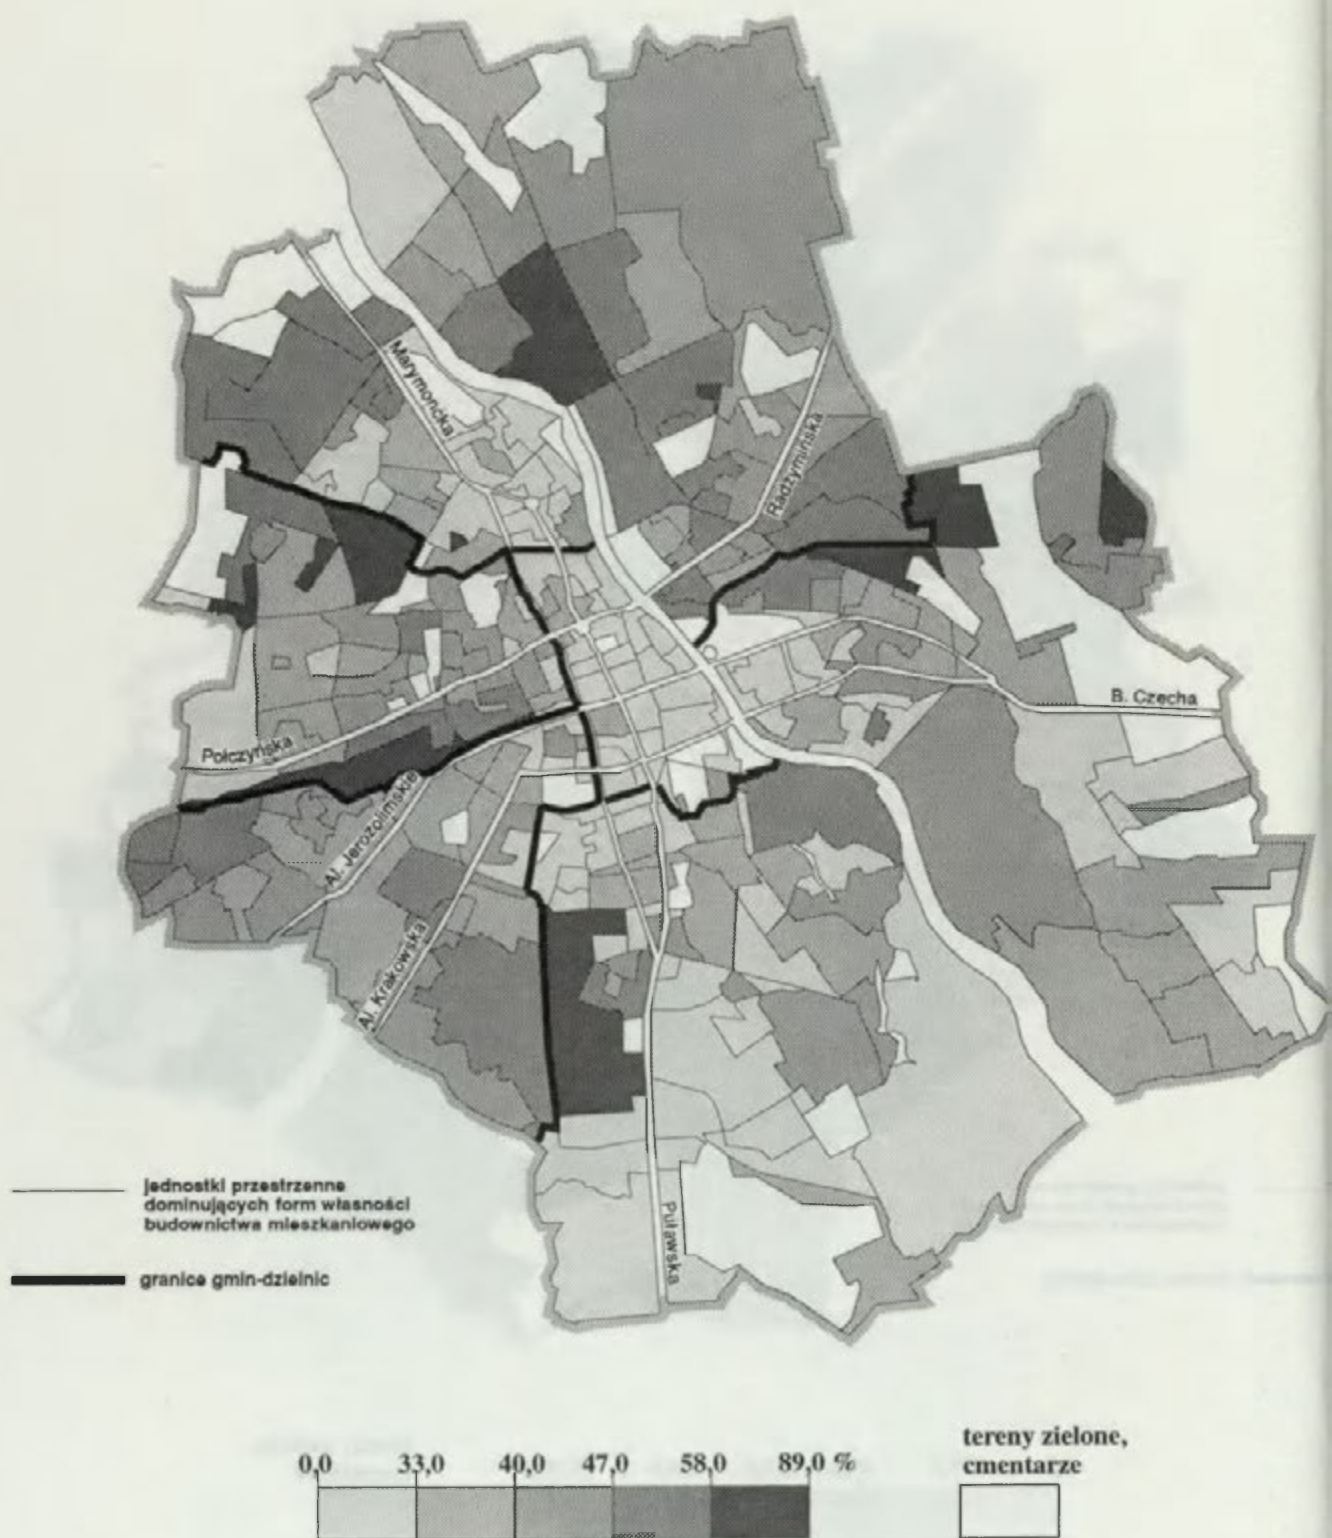 Marymoncka
Radzymińska
B. Czecha
Połczyńska
Al. Jerozolimskie
Al. Krakowska
Puławska
jednostki przestrzenne
dominujących form własności
budownictwa mieszkaniowego
granice gmin-dzielnic
0,0 33,0 40,0 47,0 58,0 89,0 %
tereny zielone,
cmentarze